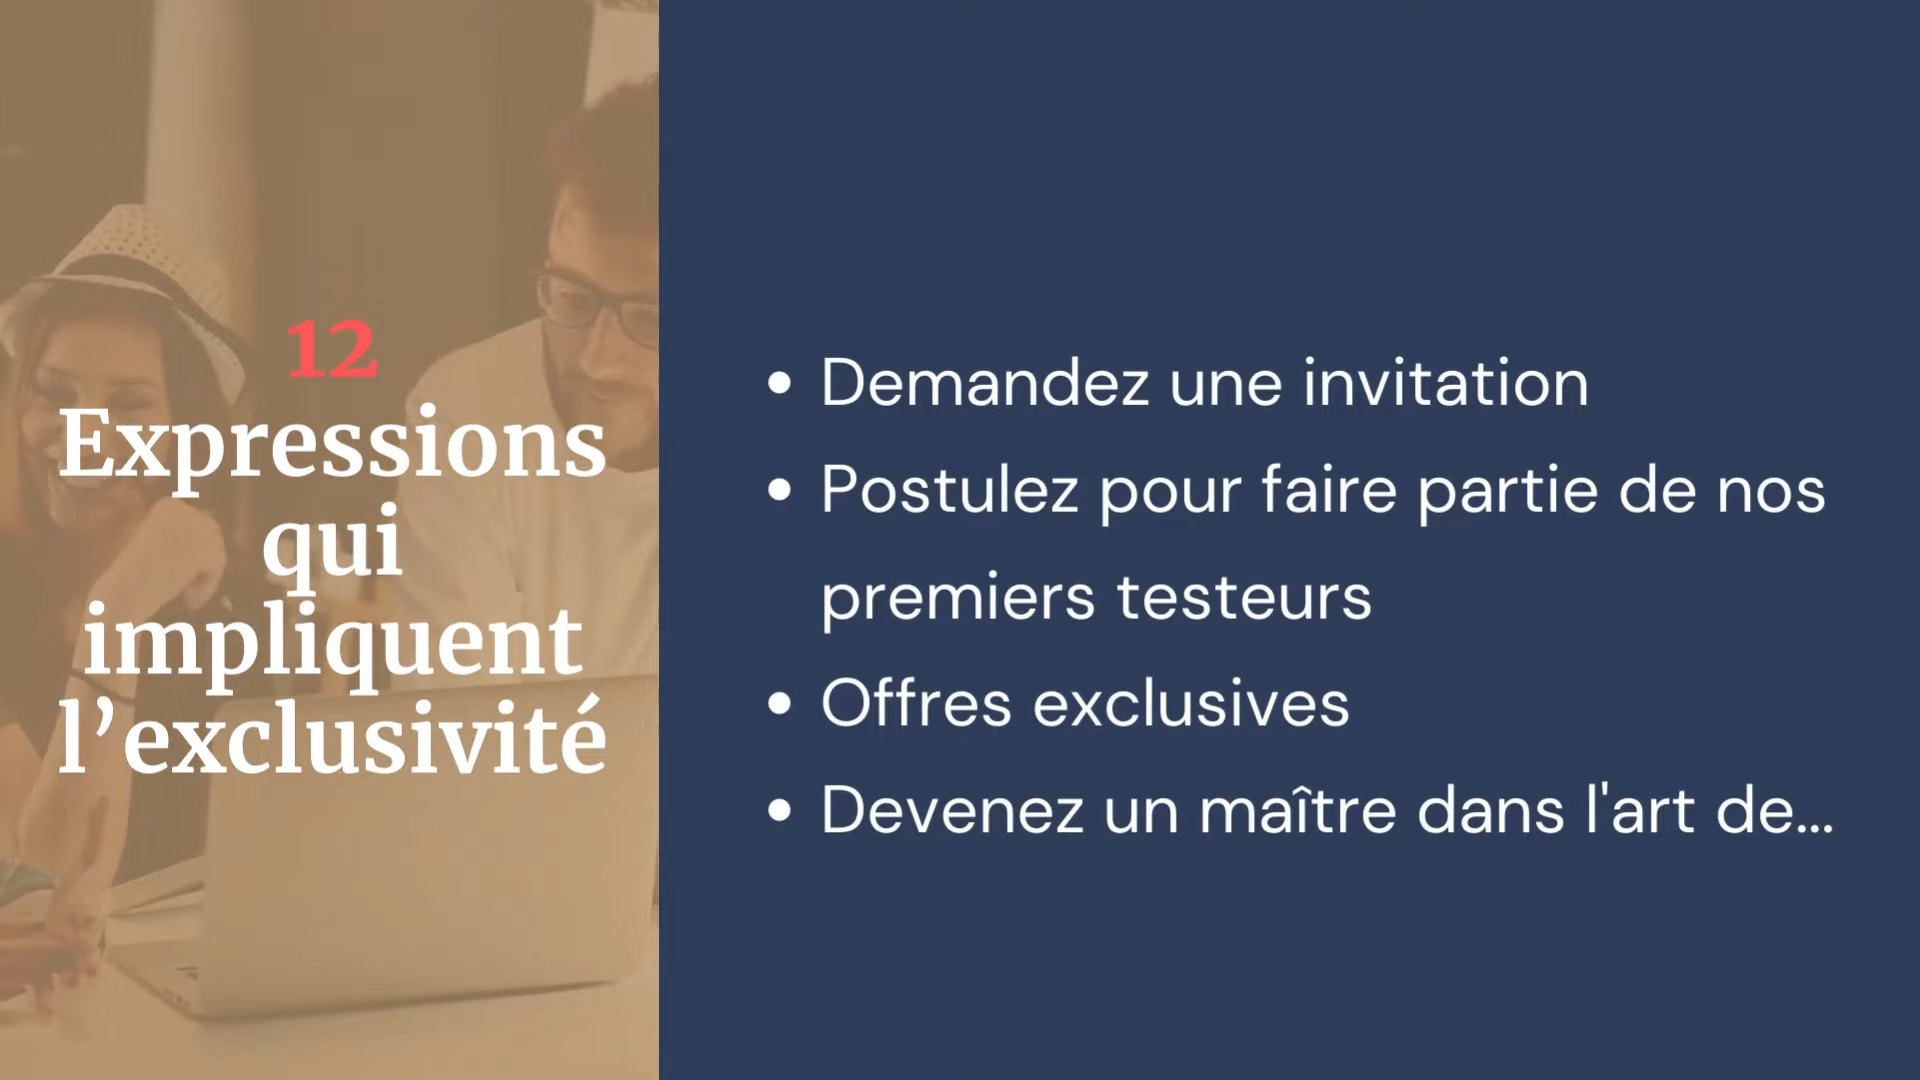 12
Expressions
qui
impliquent
l’exclusivité
• Demandez une invitation
• Postulez pour faire partie de nos
premiers testeurs
• Offres exclusives
• Devenez un maître dans l'art de...